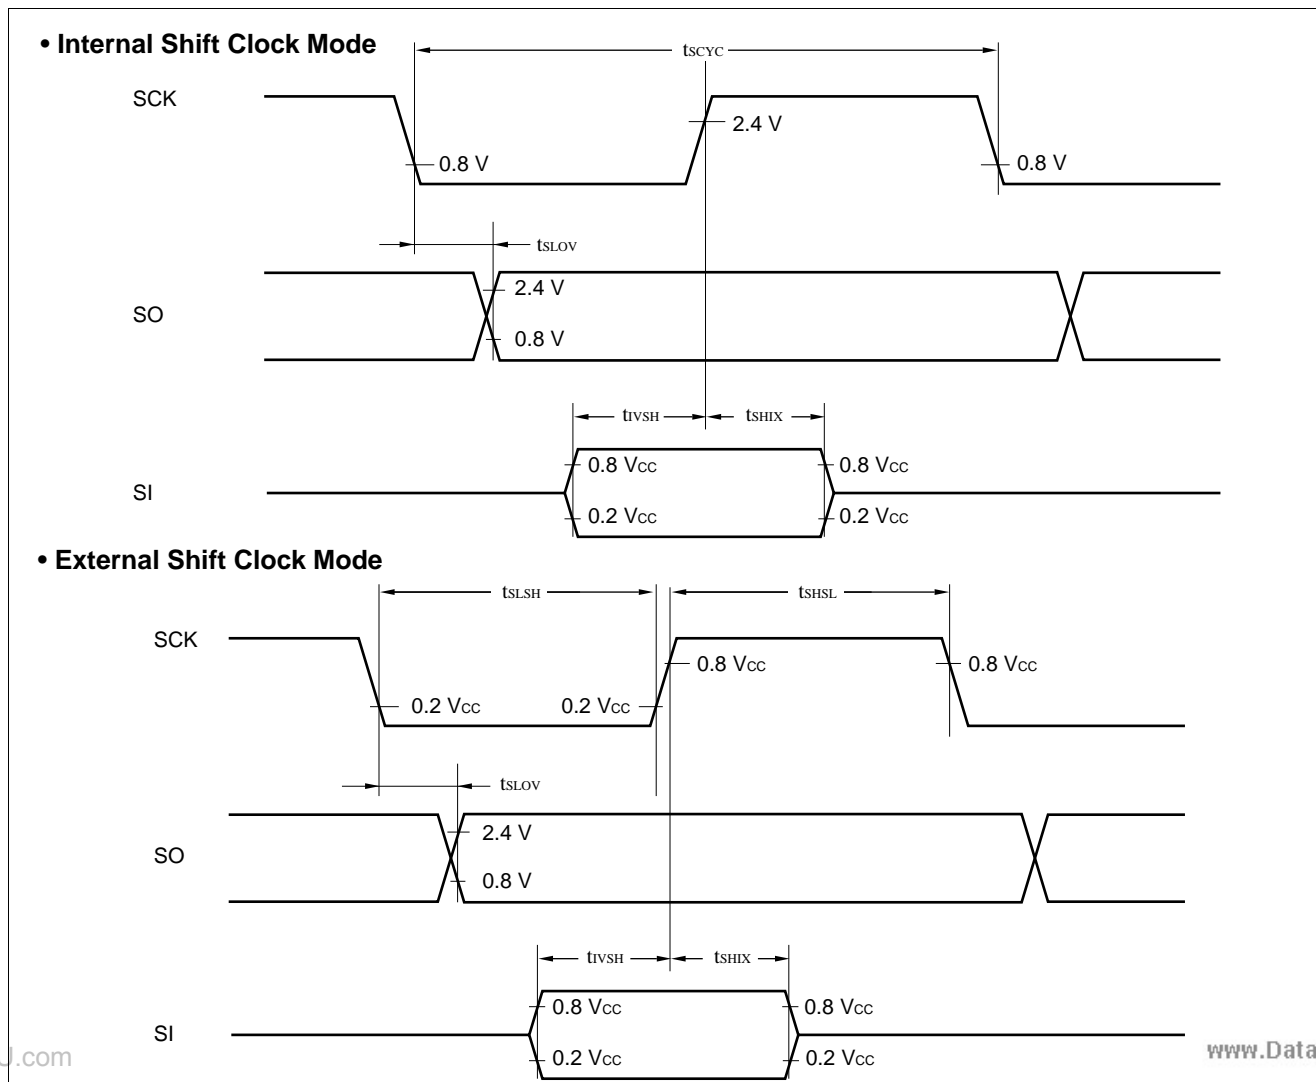 • Internal Shift Clock Mode
tSCYC
SCK
2.4 V
0.8 V
0.8 V
tSLOV
SO
2.4 V
0.8 V
tIVSH
tSHIX
0.8 VCC
0.8 VCC
SI
0.2 VCC
0.2 VCC
• External Shift Clock Mode
tSLSH
tSHSL
SCK
0.8 VCC
0.8 VCC
0.2 VCC
0.2 VCC
tSLOV
SO
2.4 V
0.8 V
tIVSH
tSHIX
0.8 VCC
0.8 VCC
SI
0.2 VCC
0.2 VCC
J.com
www.Data